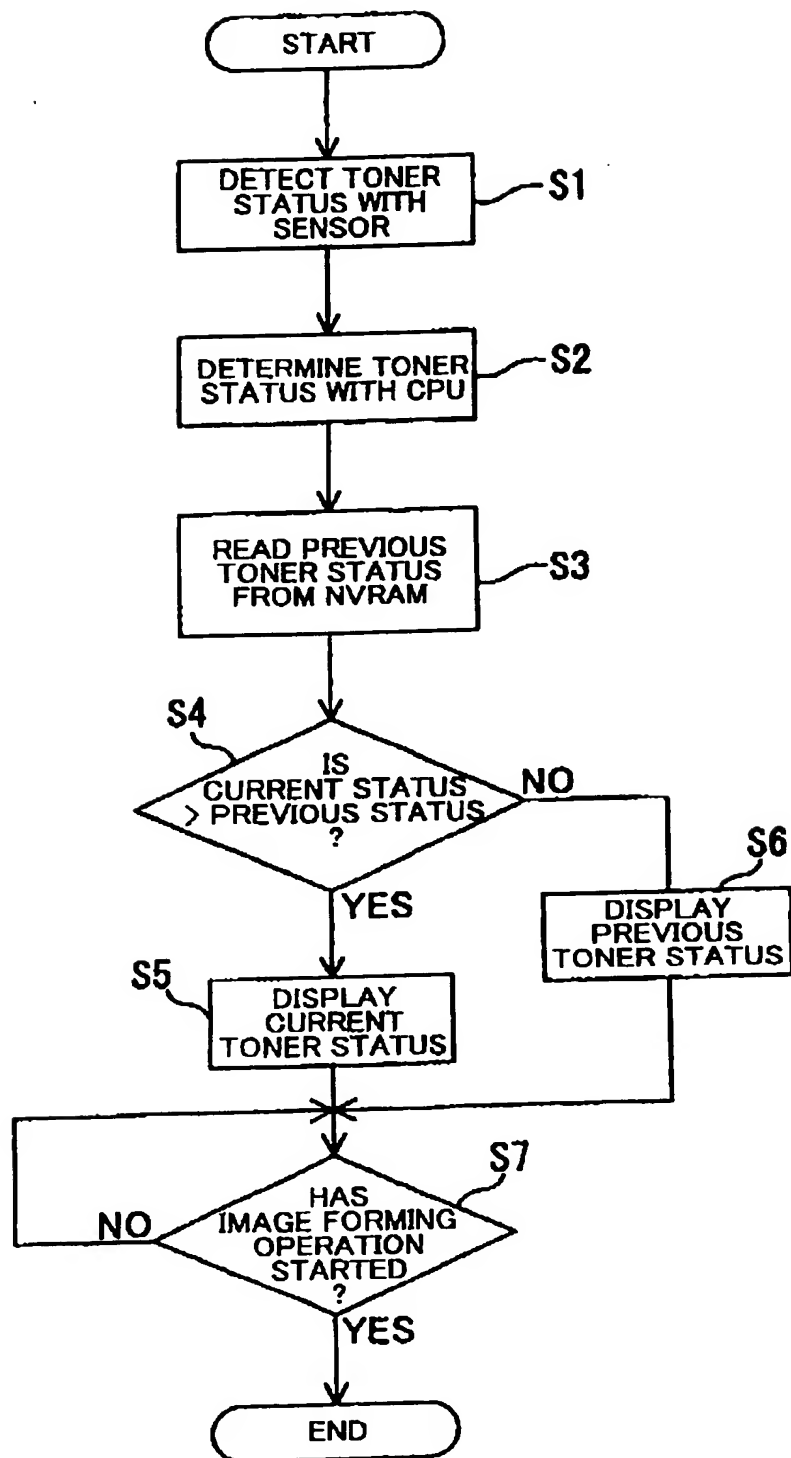 START
DETECT TONER
STATUS WITH
SENSOR
S1
DETERMINE TONER
STATUS WITH CPU
S2
READ PREVIOUS
TONER STATUS
FROM NVRAM
S3
S4
IS
CURRENT STATUS
> PREVIOUS STATUS
?
NO
YES
S6
DISPLAY
PREVIOUS
TONER STATUS
S5
DISPLAY
CURRENT
TONER STATUS
S7
HAS
IMAGE FORMING
OPERATION
STARTED
?
NO
YES
END